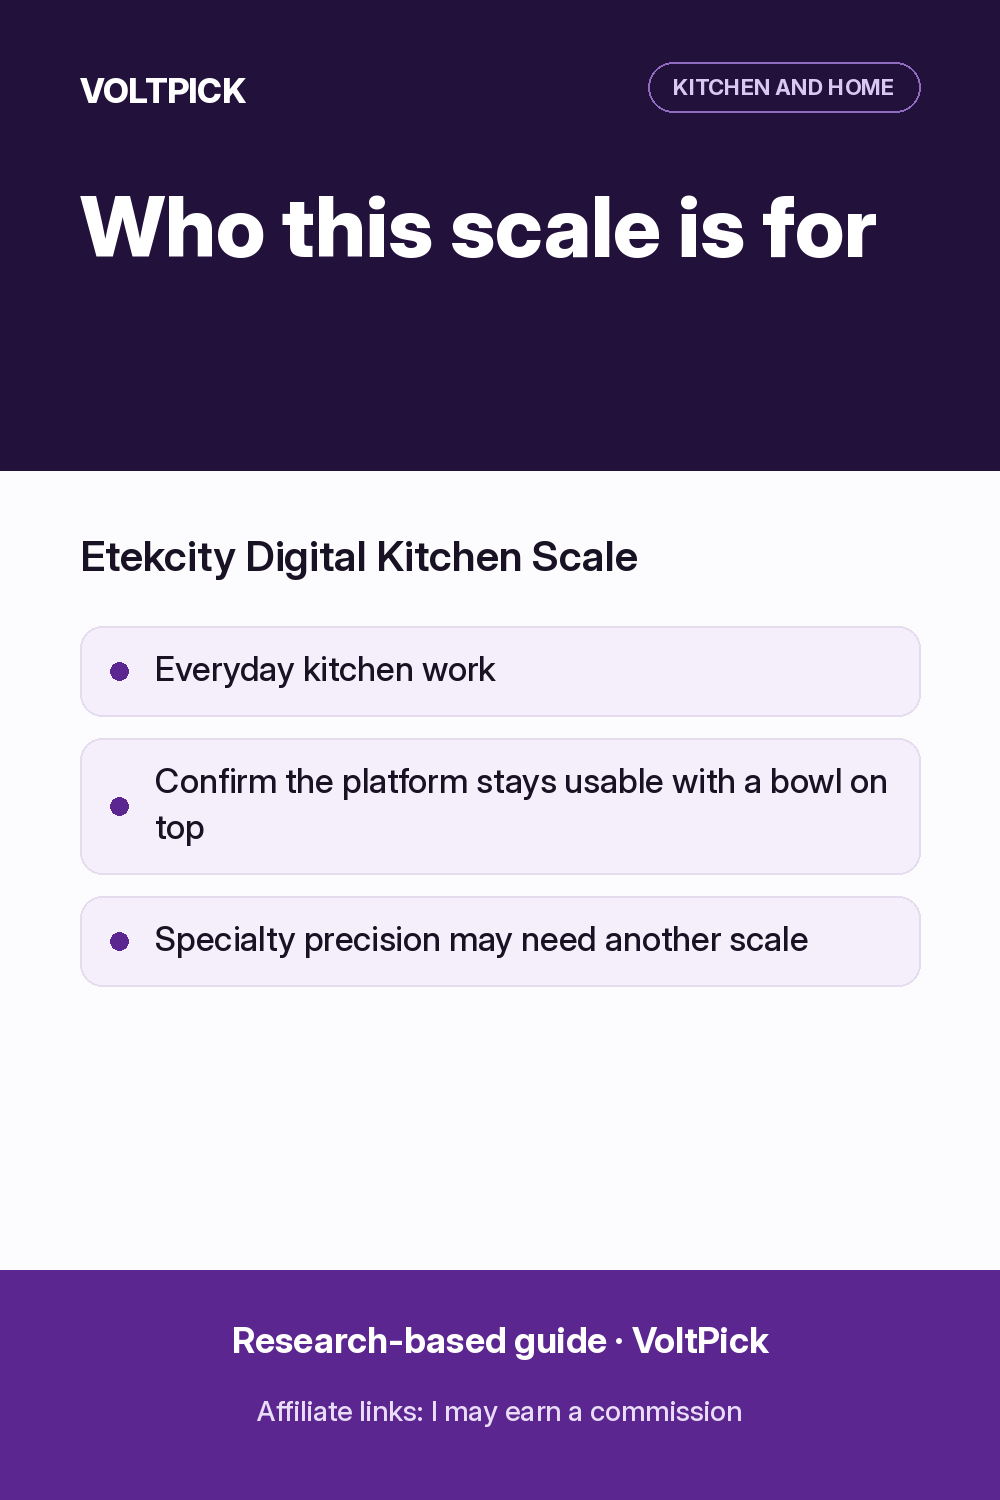 VOLTPICK
KITCHEN AND HOME
Who this scale is for
Etekcity Digital Kitchen Scale
Everyday kitchen work
Confirm the platform stays usable with a bowl on
top
Specialty precision may need another scale
Research-based guide · VoltPick
Affiliate links: I may earn a commission